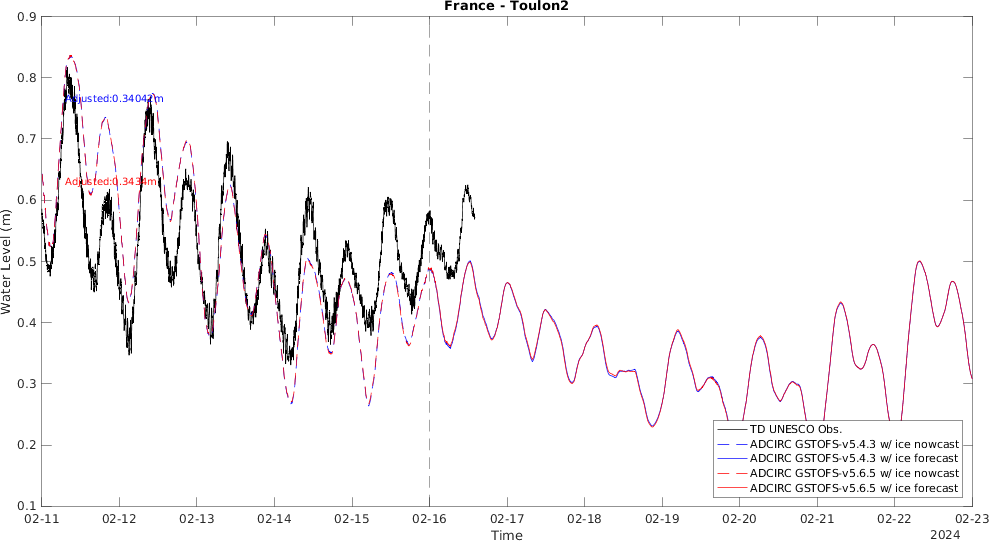 France - Toulon2
0.9
0.8
0.7
0.6
0.5
0.4
0.3
0.2
0.1
Water Level (m)
Adjusted:0.34042m
Adjusted:0.3434m
TD UNESCO Obs.
ADCIRC GSTOFS-v5.4.3 w/ ice nowcast
ADCIRC GSTOFS-v5.4.3 w/ ice forecast
ADCIRC GSTOFS-v5.6.5 w/ ice nowcast
ADCIRC GSTOFS-v5.6.5 w/ ice forecast
02-11 02-12 02-13 02-14 02-15 02-16 02-17 02-18 02-19 02-20 02-21 02-22 02-23
Time
2024